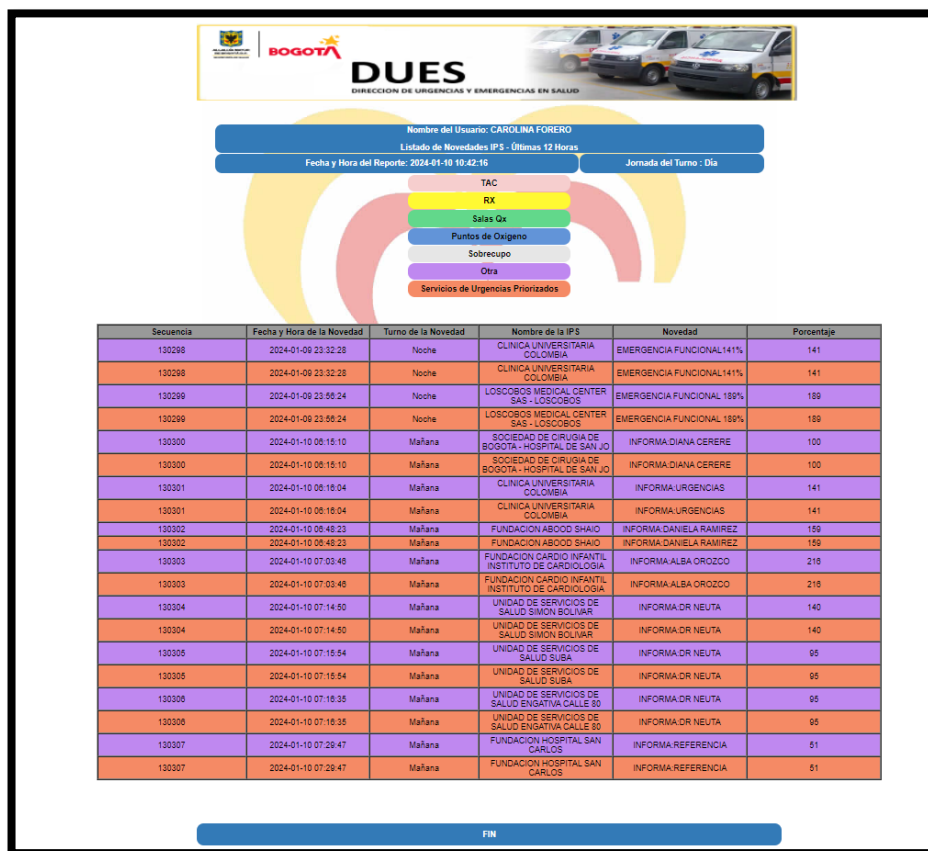 BOGOTÁ
DUES
DIRECCION DE URGENCIAS Y EMERGENCIAS EN SALUD
Nombre del Usuario: CAROLINA FORERO
Listado de Novedades IPS - Últimas 12 Horas
Fecha y Hora del Reporte: 2024-01-10 10:42:16 Jornada del Turno : Día
TAC
RX
Salas Qx
Puntos de Oxigeno
Sobrecupo
Otra
Servicios de Urgencias Priorizados
Secuencia Fecha y Hora de la Novedad Turno de la Novedad Nombre de la IPS Novedad Porcentaje
130298 2024-01-09 23:32:28 Noche CLINICA UNIVERSITARIA COLOMBIA EMERGENCIA FUNCIONAL141% 141
130298 2024-01-09 23:32:28 Noche CLINICA UNIVERSITARIA COLOMBIA EMERGENCIA FUNCIONAL141% 141
130299 2024-01-09 23:56:24 Noche LOSCOBOS MEDICAL CENTER SAS - LOSCOBOS EMERGENCIA FUNCIONAL 189% 189
130299 2024-01-09 23:56:24 Noche LOSCOBOS MEDICAL CENTER SAS - LOSCOBOS EMERGENCIA FUNCIONAL 189% 189
130300 2024-01-10 06:15:10 Mañana SOCIEDAD DE CIRUGIA DE BOGOTA - HOSPITAL DE SAN JO INFORMA:DIANA CERERE 100
130300 2024-01-10 06:15:10 Mañana SOCIEDAD DE CIRUGIA DE BOGOTA - HOSPITAL DE SAN JO INFORMA:DIANA CERERE 100
130301 2024-01-10 06:16:04 Mañana CLINICA UNIVERSITARIA COLOMBIA INFORMA:URGENCIAS 141
130301 2024-01-10 06:16:04 Mañana CLINICA UNIVERSITARIA COLOMBIA INFORMA:URGENCIAS 141
130302 2024-01-10 06:48:23 Mañana FUNDACION ABOOD SHAIO INFORMA:DANIELA RAMIREZ 159
130302 2024-01-10 06:48:23 Mañana FUNDACION ABOOD SHAIO INFORMA:DANIELA RAMIREZ 159
130303 2024-01-10 07:03:46 Mañana FUNDACION CARDIO INFANTIL INSTITUTO DE CARDIOLOGIA INFORMA:ALBA OROZCO 216
130303 2024-01-10 07:03:46 Mañana FUNDACION CARDIO INFANTIL INSTITUTO DE CARDIOLOGIA INFORMA:ALBA OROZCO 216
130304 2024-01-10 07:14:50 Mañana UNIDAD DE SERVICIOS DE SALUD SIMON BOLIVAR INFORMA:DR NEUTA 140
130304 2024-01-10 07:14:50 Mañana UNIDAD DE SERVICIOS DE SALUD SIMON BOLIVAR INFORMA:DR NEUTA 140
130305 2024-01-10 07:15:54 Mañana UNIDAD DE SERVICIOS DE SALUD SUBA INFORMA:DR NEUTA 95
130305 2024-01-10 07:15:54 Mañana UNIDAD DE SERVICIOS DE SALUD SUBA INFORMA:DR NEUTA 95
130306 2024-01-10 07:16:35 Mañana UNIDAD DE SERVICIOS DE SALUD ENGATIVA CALLE 80 INFORMA:DR NEUTA 95
130306 2024-01-10 07:16:35 Mañana UNIDAD DE SERVICIOS DE SALUD ENGATIVA CALLE 80 INFORMA:DR NEUTA 95
130307 2024-01-10 07:29:47 Mañana FUNDACION HOSPITAL SAN CARLOS INFORMA:REFERENCIA 51
130307 2024-01-10 07:29:47 Mañana FUNDACION HOSPITAL SAN CARLOS INFORMA:REFERENCIA 51
FIN